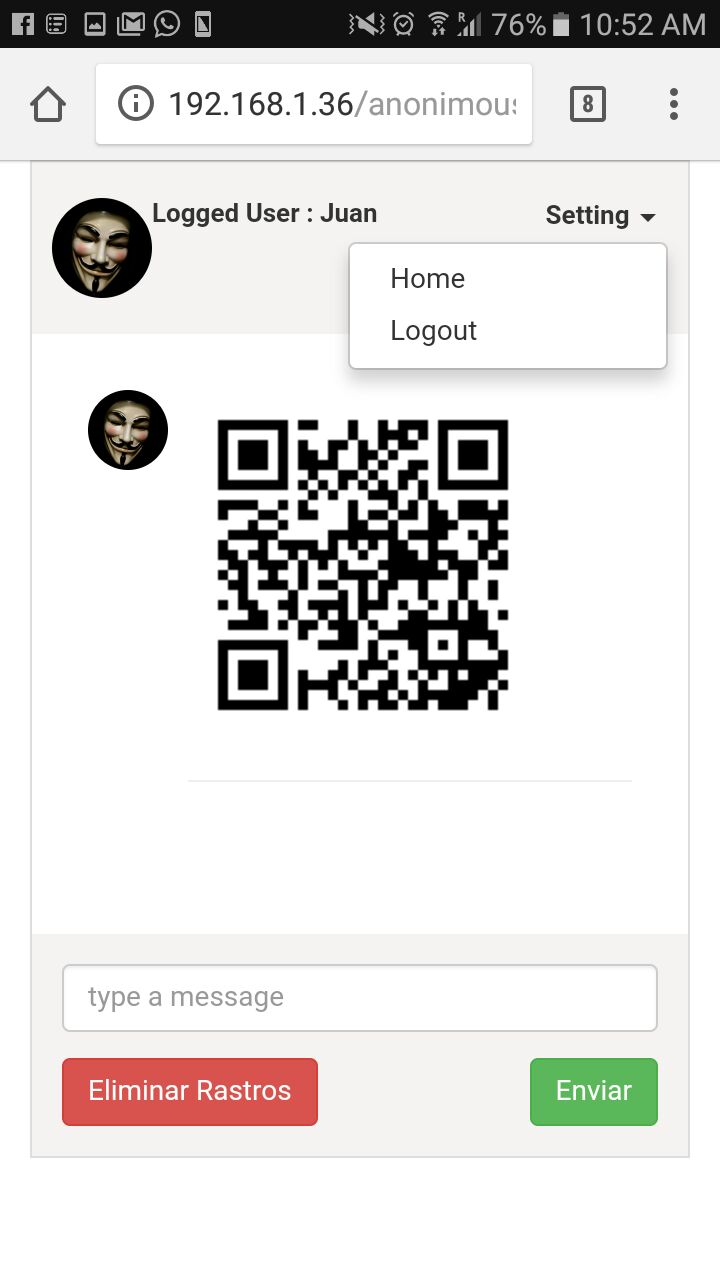 76% 10:52 AM
192.168.1.36/anonimous
8
Logged User : Juan
Setting
Home
Logout
type a message
Eliminar Rastros
Enviar